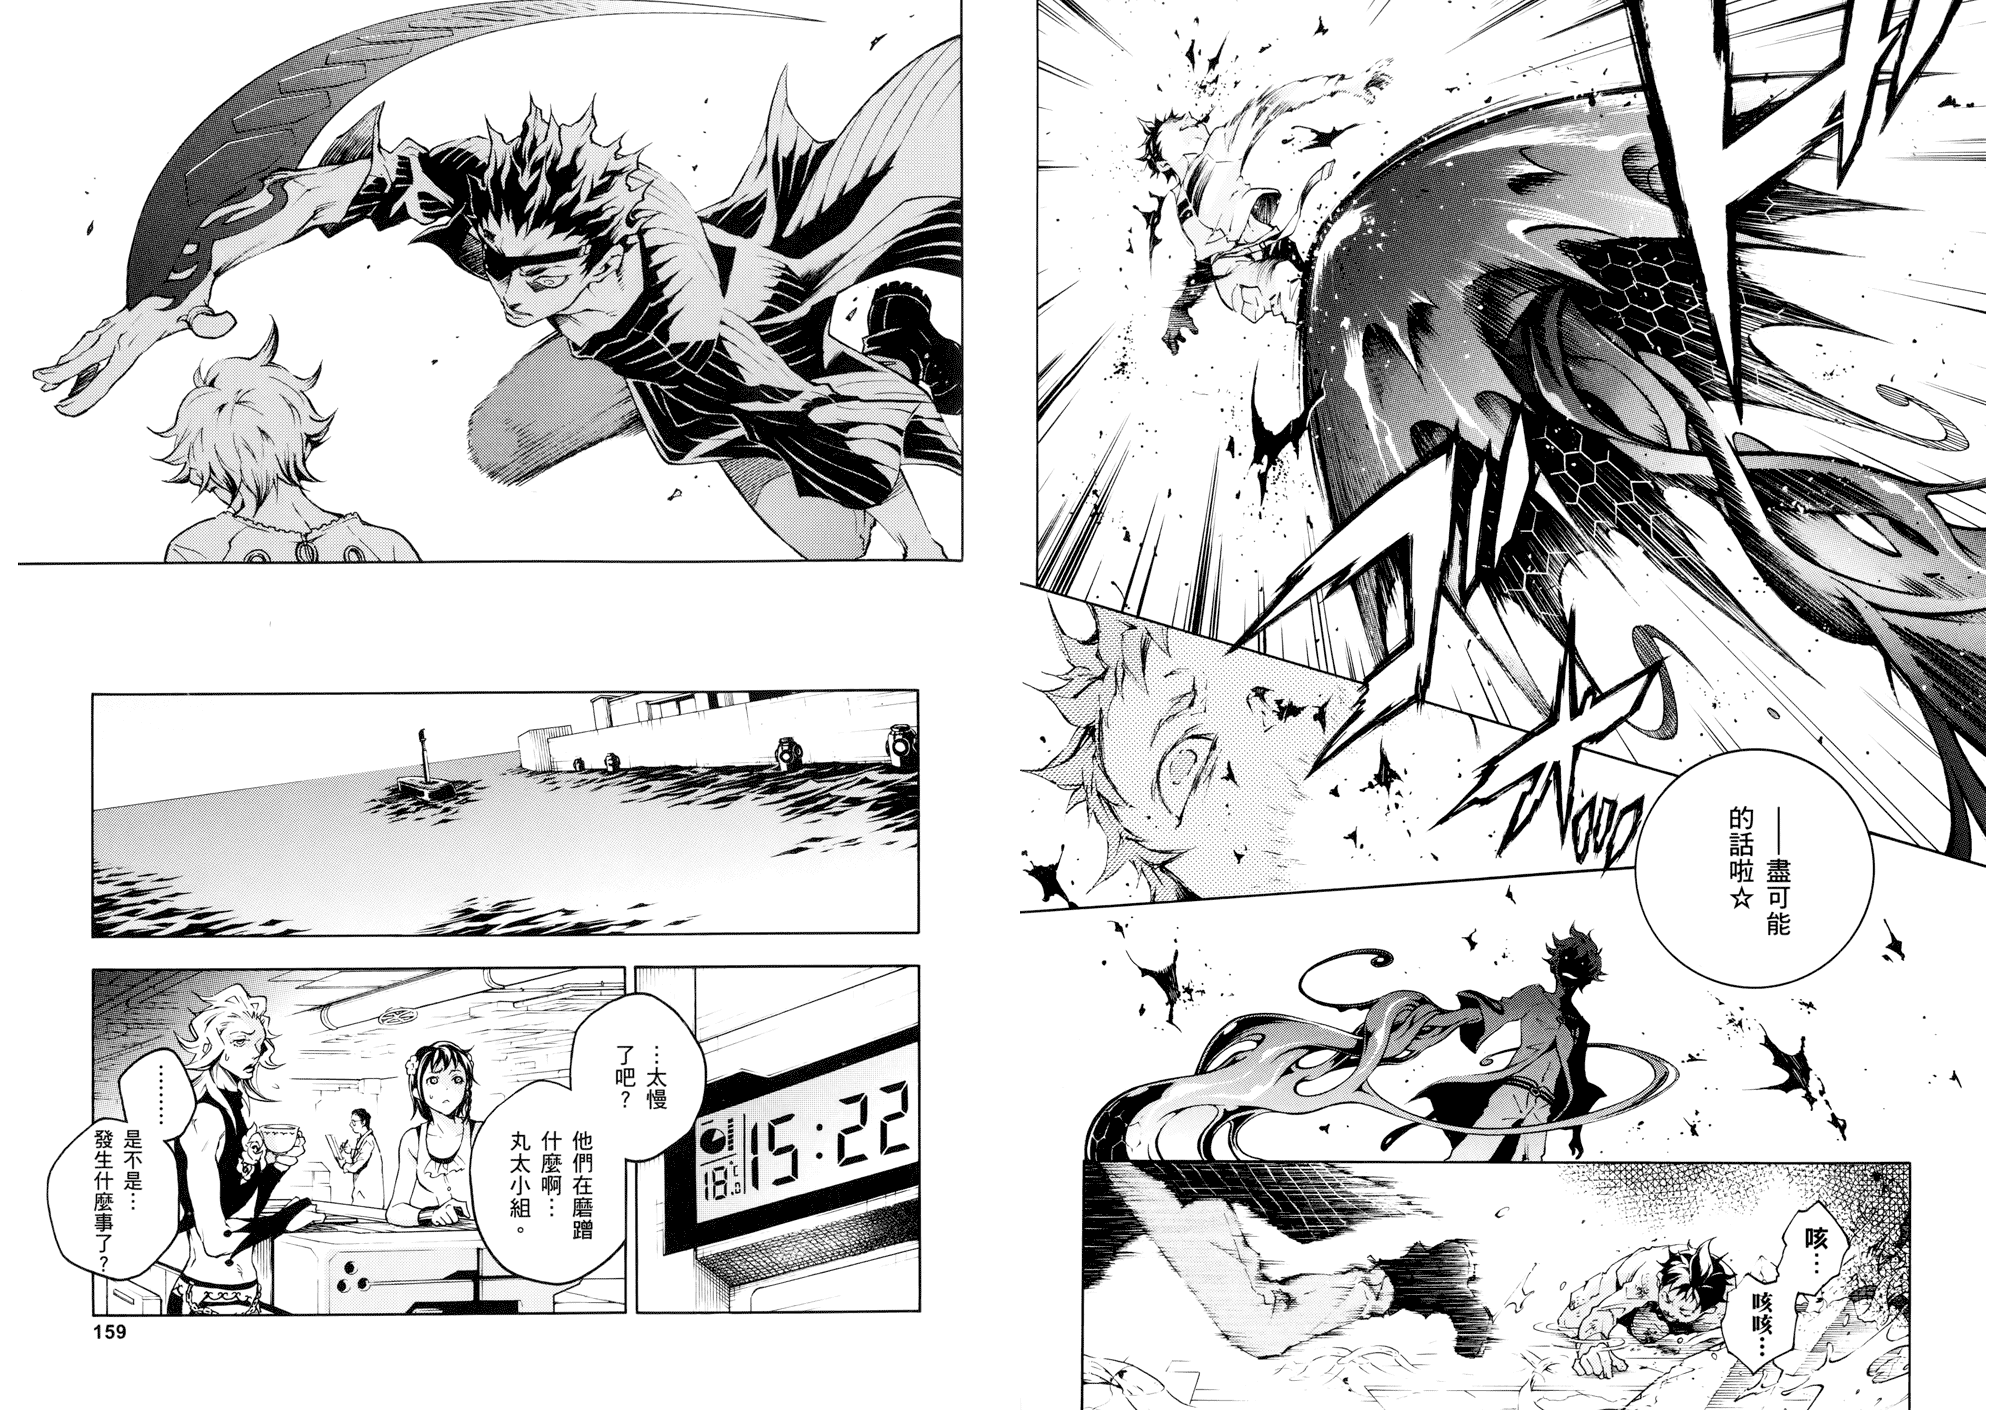 ——盡可能
的話啦☆
咳…
咳咳…
15:22
18.0
℃
…太慢
了吧？
他們在磨蹭
什麼啊…
丸太小組。
………
是不是…
發生什麼事了？
159